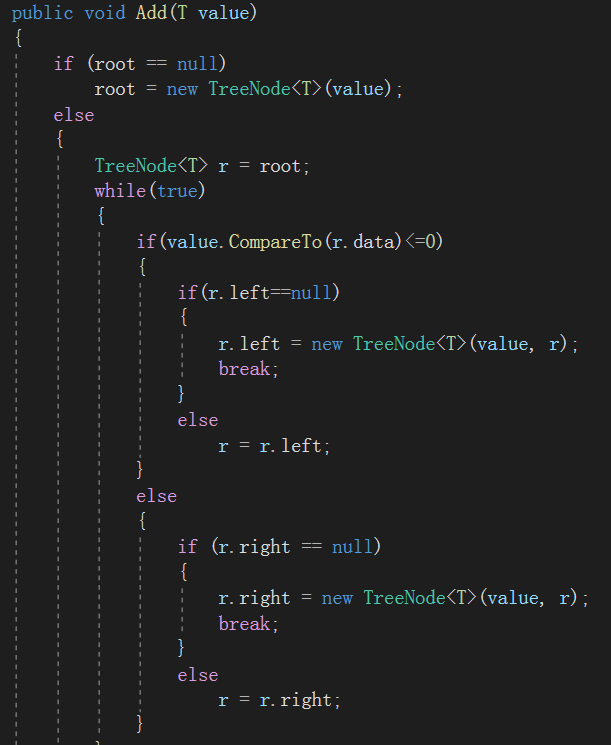 public void Add(T value)
{
    if (root == null)
        root = new TreeNode<T>(value);
    else
    {
        TreeNode<T> r = root;
        while(true)
        {
            if(value.CompareTo(r.data)<=0)
            {
                if(r.left==null)
                {
                    r.left = new TreeNode<T>(value, r);
                    break;
                }
                else
                    r = r.left;
            }
            else
            {
                if (r.right == null)
                {
                    r.right = new TreeNode<T>(value, r);
                    break;
                }
                else
                    r = r.right;
            }
        }